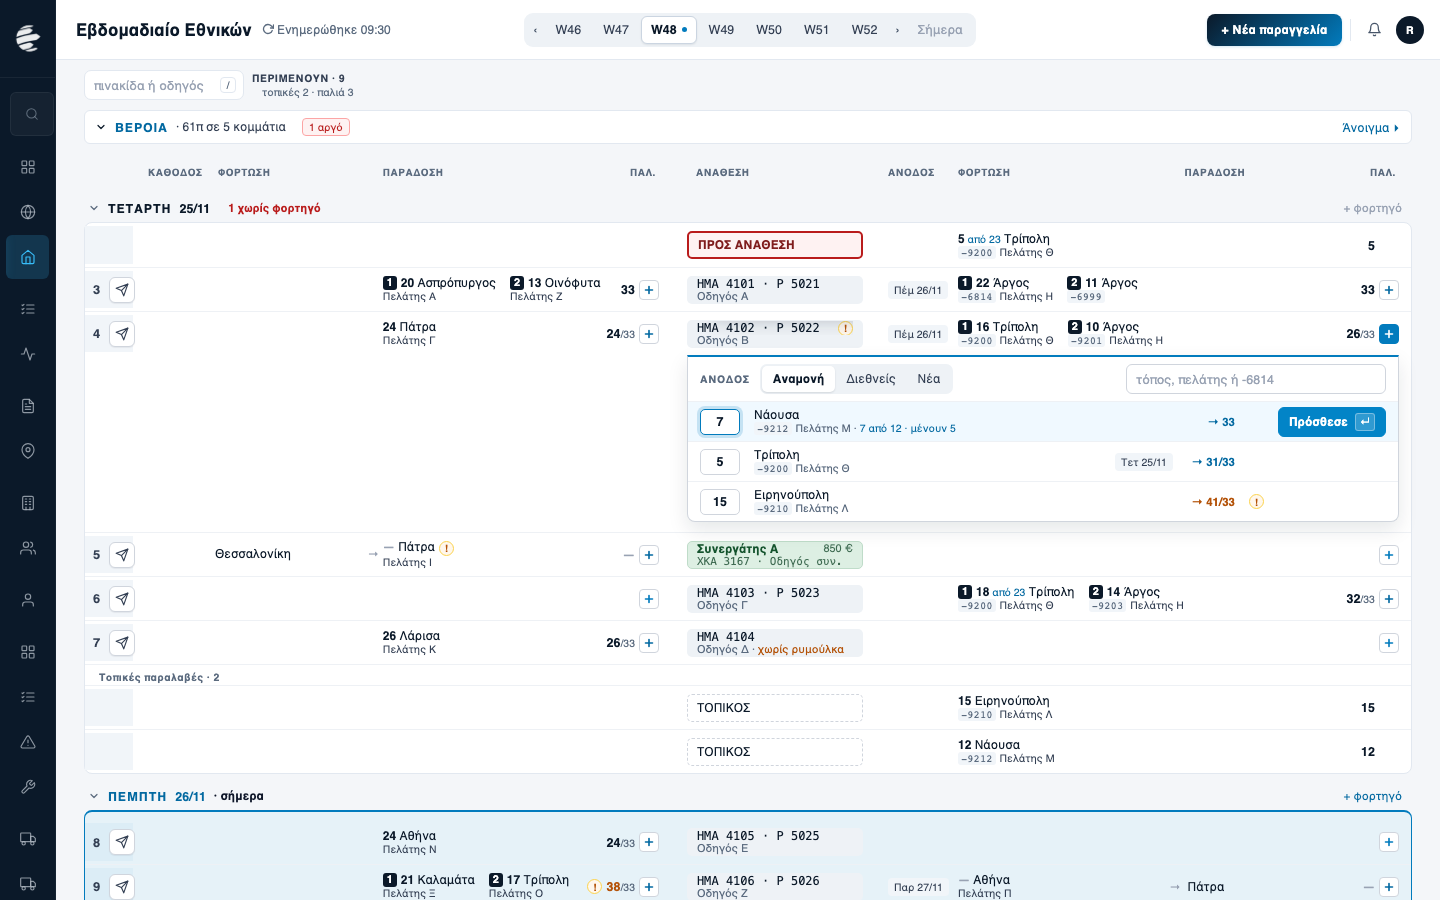 Εβδομαδιαίο Εθνικών Ενημερώθηκε 09:30 ‹ W46 W47 W48 W49 W50 W51 W52 › Σήμερα + Νέα παραγγελία R
πινακίδα ή οδηγός / ΠΕΡΙΜΕΝΟΥΝ · 9
τοπικές 2 · παλιά 3
ΒΕΡΟΙΑ · 61π σε 5 κομμάτια 1 αργό Άνοιγμα
ΚΑΘΟΔΟΣ ΦΟΡΤΩΣΗ ΠΑΡΑΔΟΣΗ ΠΑΛ. ΑΝΑΘΕΣΗ ΑΝΟΔΟΣ ΦΟΡΤΩΣΗ ΠΑΡΑΔΟΣΗ ΠΑΛ.
ΤΕΤΑΡΤΗ 25/11 1 χωρίς φορτηγό + φορτηγό
ΠΡΟΣ ΑΝΑΘΕΣΗ 5 από 23 Τρίπολη 5
−9200 Πελάτης Θ
3 1 20 Ασπρόπυργος 2 13 Οινόφυτα 33 + ΗΜΑ 4101 · Ρ 5021 Πέμ 26/11 1 22 Άργος 2 11 Άργος 33 +
Πελάτης Α Πελάτης Ζ Οδηγός Α −6814 Πελάτης Η −6999
4 24 Πάτρα 24/33 + ΗΜΑ 4102 · Ρ 5022 ! Πέμ 26/11 1 16 Τρίπολη 2 10 Άργος 26/33 +
Πελάτης Γ Οδηγός Β −9200 Πελάτης Θ −9201 Πελάτης Η
ΑΝΟΔΟΣ Αναμονή Διεθνείς Νέα τόπος, πελάτης ή -6814
7 Νάουσα → 33 Πρόσθεσε ↵
−9212 Πελάτης Μ · 7 από 12 · μένουν 5
5 Τρίπολη Τετ 25/11 → 31/33
−9200 Πελάτης Θ
15 Ειρηνούπολη → 41/33 !
−9210 Πελάτης Λ
5 Θεσσαλονίκη → — Πάτρα ! — + Συνεργάτης Α 850 € +
Πελάτης Ι ΧΚΑ 3167 · Οδηγός συν.
6 + ΗΜΑ 4103 · Ρ 5023 1 18 από 23 Τρίπολη 2 14 Άργος 32/33 +
Οδηγός Γ −9200 Πελάτης Θ −9203 Πελάτης Η
7 26 Λάρισα 26/33 + ΗΜΑ 4104 +
Πελάτης Κ Οδηγός Δ · χωρίς ρυμούλκα
Τοπικές παραλαβές · 2
ΤΟΠΙΚΟΣ 15 Ειρηνούπολη 15
−9210 Πελάτης Λ
ΤΟΠΙΚΟΣ 12 Νάουσα 12
−9212 Πελάτης Μ
ΠΕΜΠΤΗ 26/11 · σήμερα + φορτηγό
8 24 Αθήνα 24/33 + ΗΜΑ 4105 · Ρ 5025 +
Πελάτης Ν Οδηγός Ε
9 1 21 Καλαμάτα 2 17 Τρίπολη ! 38/33 + ΗΜΑ 4106 · Ρ 5026 Παρ 27/11 — Αθήνα → Πάτρα — +
Πελάτης Ξ Πελάτης Ο Οδηγός Ζ Πελάτης Π